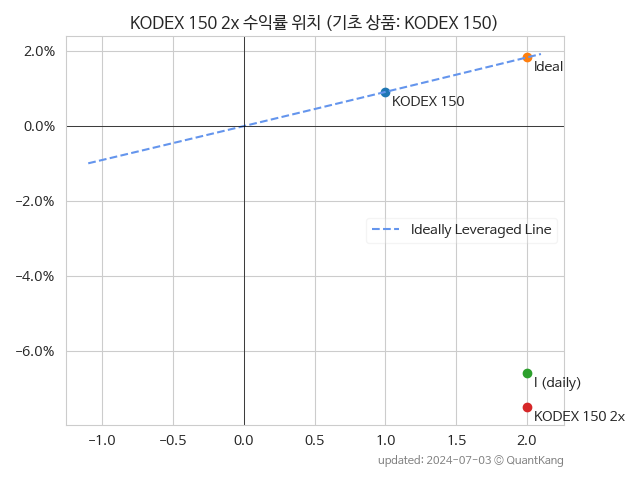 KODEX 150 2x 수익률 위치 (기초 상품: KODEX 150)
2.0%
Ideal
KODEX 150
0.0%
−2.0%
Ideally Leveraged Line
−4.0%
−6.0%
I (daily)
KODEX 150 2x
−1.0 −0.5 0.0 0.5 1.0 1.5 2.0
updated: 2024-07-03 © QuantKang